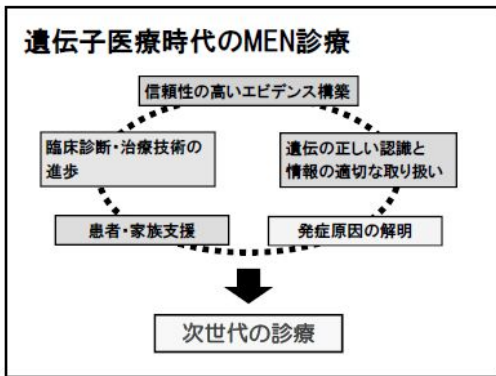 遺伝子医療時代のMEN診療
信頼性の高いエビデンス構築
臨床診断・治療技術の
進歩
遺伝の正しい認識と
情報の適切な取り扱い
患者・家族支援
発症原因の解明
次世代の診療